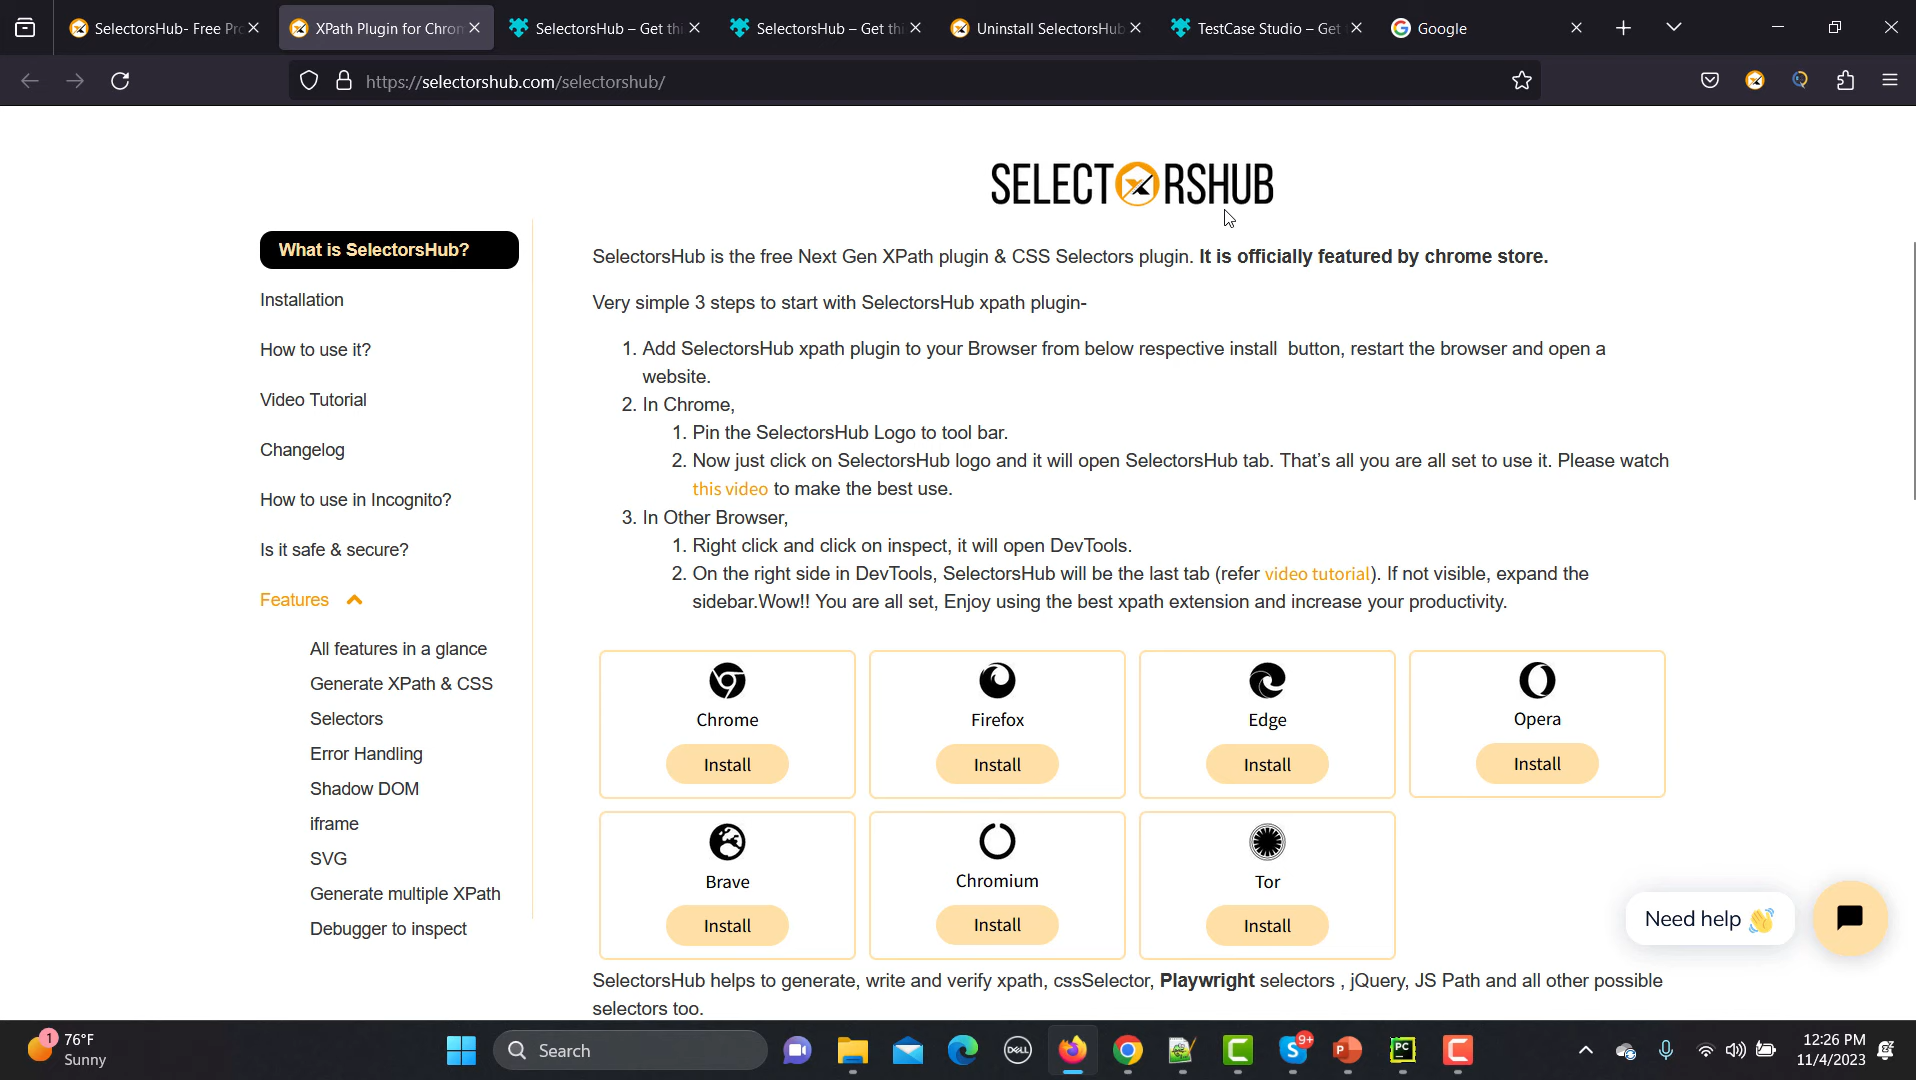 SelectorsHub- Free Pr
XPath Plugin for Chrom
SelectorsHub – Get thi
SelectorsHub – Get thi
Uninstall SelectorsHub
TestCase Studio – Get
Google
https://selectorshub.com/selectorshub/
SELECTORSHUB
What is SelectorsHub?
Installation
How to use it?
Video Tutorial
Changelog
How to use in Incognito?
Is it safe & secure?
Features
All features in a glance
Generate XPath & CSS
Selectors
Error Handling
Shadow DOM
iframe
SVG
Generate multiple XPath
Debugger to inspect
SelectorsHub is the free Next Gen XPath plugin & CSS Selectors plugin. It is officially featured by chrome store.
Very simple 3 steps to start with SelectorsHub xpath plugin-
1. Add SelectorsHub xpath plugin to your Browser from below respective install button, restart the browser and open a
website.
2. In Chrome,
1. Pin the SelectorsHub Logo to tool bar.
2. Now just click on SelectorsHub logo and it will open SelectorsHub tab. That's all you are all set to use it. Please watch
this video to make the best use.
3. In Other Browser,
1. Right click and click on inspect, it will open DevTools.
2. On the right side in DevTools, SelectorsHub will be the last tab (refer video tutorial). If not visible, expand the
sidebar.Wow!! You are all set, Enjoy using the best xpath extension and increase your productivity.
Chrome
Install
Firefox
Install
Edge
Install
Opera
Install
Brave
Install
Chromium
Install
Tor
Install
Need help 👋
SelectorsHub helps to generate, write and verify xpath, cssSelector, Playwright selectors , jQuery, JS Path and all other possible
selectors too.
1
76°F
Sunny
Search
DELL
C
S
9+
P
PC
C
12:26 PM
11/4/2023